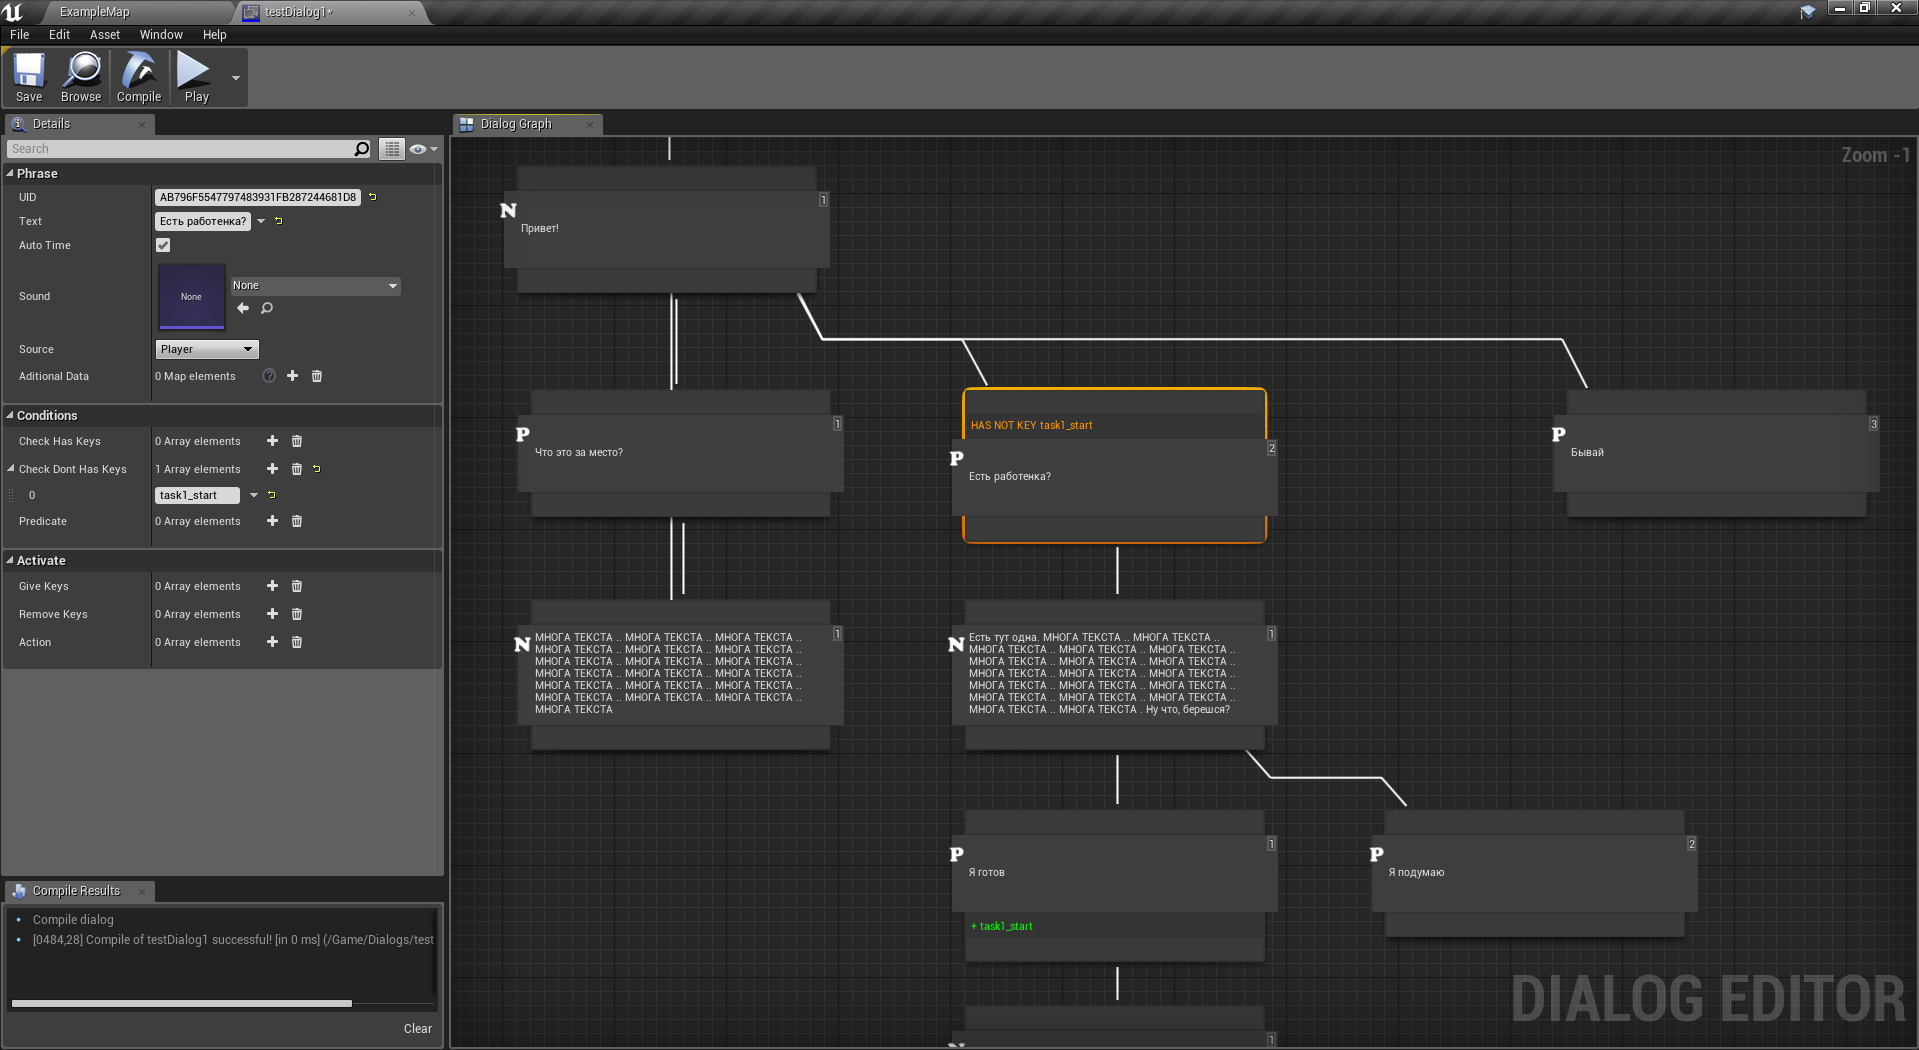 ExampleMap
testDialog1*
File Edit Asset Window Help
Save Browse Compile Play
Details
Search
Phrase
UID AB796F5547797483931FB287244681D8
Text Есть работенка?
Auto Time
Sound None None
Source Player
Aditional Data 0 Map elements
Conditions
Check Has Keys 0 Array elements
Check Dont Has Keys 1 Array elements
0 task1_start
Predicate 0 Array elements
Activate
Give Keys 0 Array elements
Remove Keys 0 Array elements
Action 0 Array elements
Compile Results
Compile dialog
[0484,28] Compile of testDialog1 successful! [in 0 ms] (/Game/Dialogs/test
Clear
Dialog Graph
Zoom -1
1
N
Привет!
1
P
Что это за место?
HAS NOT KEY task1_start
2
P
Есть работенка?
3
P
Бывай
1
N
МНОГА ТЕКСТА .. МНОГА ТЕКСТА .. МНОГА ТЕКСТА ..
МНОГА ТЕКСТА .. МНОГА ТЕКСТА .. МНОГА ТЕКСТА ..
МНОГА ТЕКСТА .. МНОГА ТЕКСТА .. МНОГА ТЕКСТА ..
МНОГА ТЕКСТА .. МНОГА ТЕКСТА .. МНОГА ТЕКСТА ..
МНОГА ТЕКСТА .. МНОГА ТЕКСТА .. МНОГА ТЕКСТА ..
МНОГА ТЕКСТА .. МНОГА ТЕКСТА .. МНОГА ТЕКСТА ..
МНОГА ТЕКСТА
1
N
Есть тут одна. МНОГА ТЕКСТА .. МНОГА ТЕКСТА ..
МНОГА ТЕКСТА .. МНОГА ТЕКСТА .. МНОГА ТЕКСТА ..
МНОГА ТЕКСТА .. МНОГА ТЕКСТА .. МНОГА ТЕКСТА ..
МНОГА ТЕКСТА .. МНОГА ТЕКСТА .. МНОГА ТЕКСТА ..
МНОГА ТЕКСТА .. МНОГА ТЕКСТА .. МНОГА ТЕКСТА ..
МНОГА ТЕКСТА .. МНОГА ТЕКСТА .. МНОГА ТЕКСТА ..
МНОГА ТЕКСТА .. МНОГА ТЕКСТА . Ну что, берешся?
1
P
Я готов
+ task1_start
2
P
Я подумаю
1
N
DIALOG EDITOR